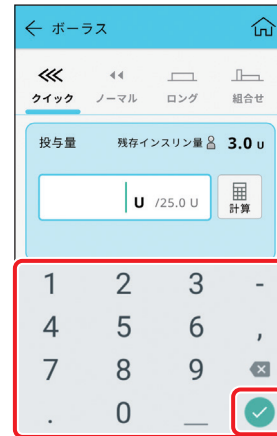 ← ボーラス
クイック ノーマル ロング 組合せ
投与量 残存インスリン量 3.0 U
U /25.0 U 計算
1 2 3 -
4 5 6 ,
7 8 9
. 0 _